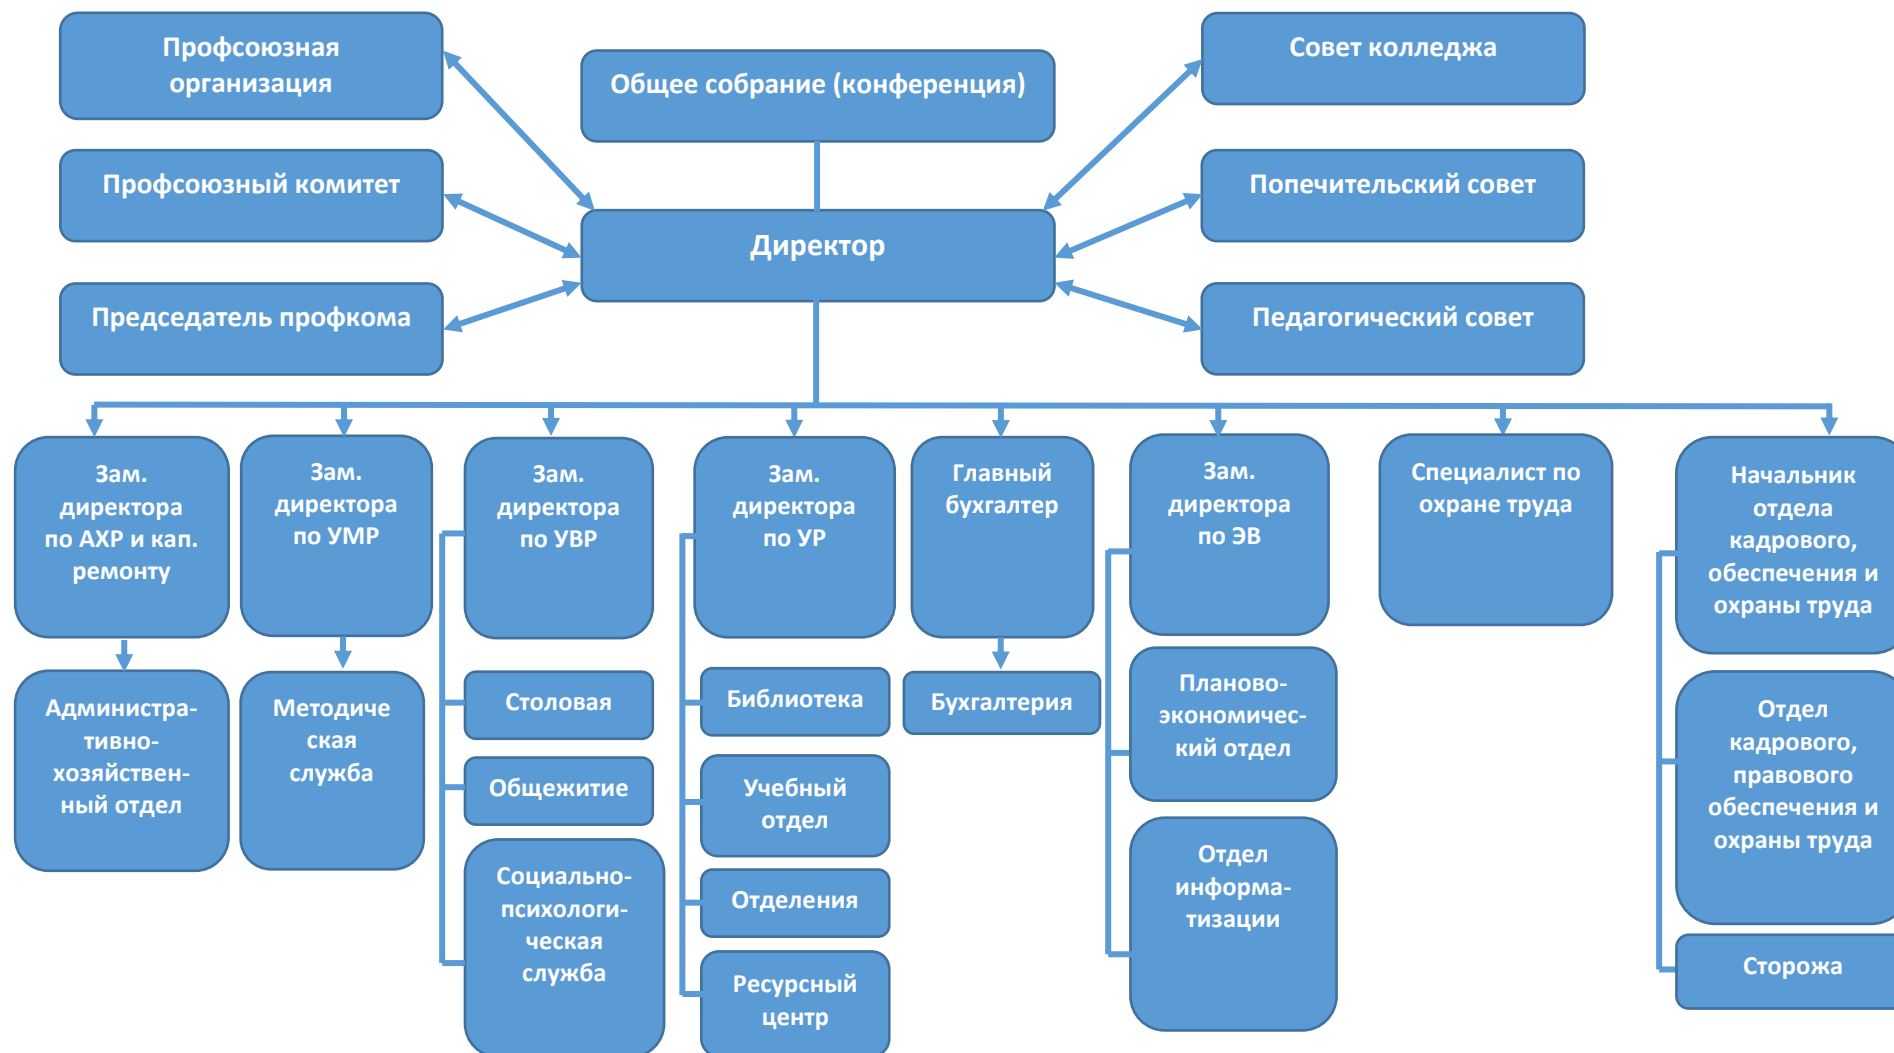 Профсоюзная
организация
Общее собрание (конференция)
Совет колледжа
Профсоюзный комитет
Попечительский совет
Директор
Председатель профкома
Педагогический совет
Зам.
директора
по АХР и кап.
ремонту
Зам.
директора
по УМР
Зам.
директора
по УВР
Зам.
директора
по УР
Главный
бухгалтер
Зам.
директора
по ЭВ
Специалист по
охране труда
Начальник
отдела
кадрового,
обеспечения и
охраны труда
Администра-
тивно-
хозяйствен-
ный отдел
Методиче
ская
служба
Столовая
Общежитие
Социально-
психологи-
ческая
служба
Библиотека
Учебный
отдел
Отделения
Ресурсный
центр
Бухгалтерия
Планово-
экономичес-
кий отдел
Отдел
информа-
тизации
Отдел
кадрового,
правового
обеспечения и
охраны труда
Сторожа